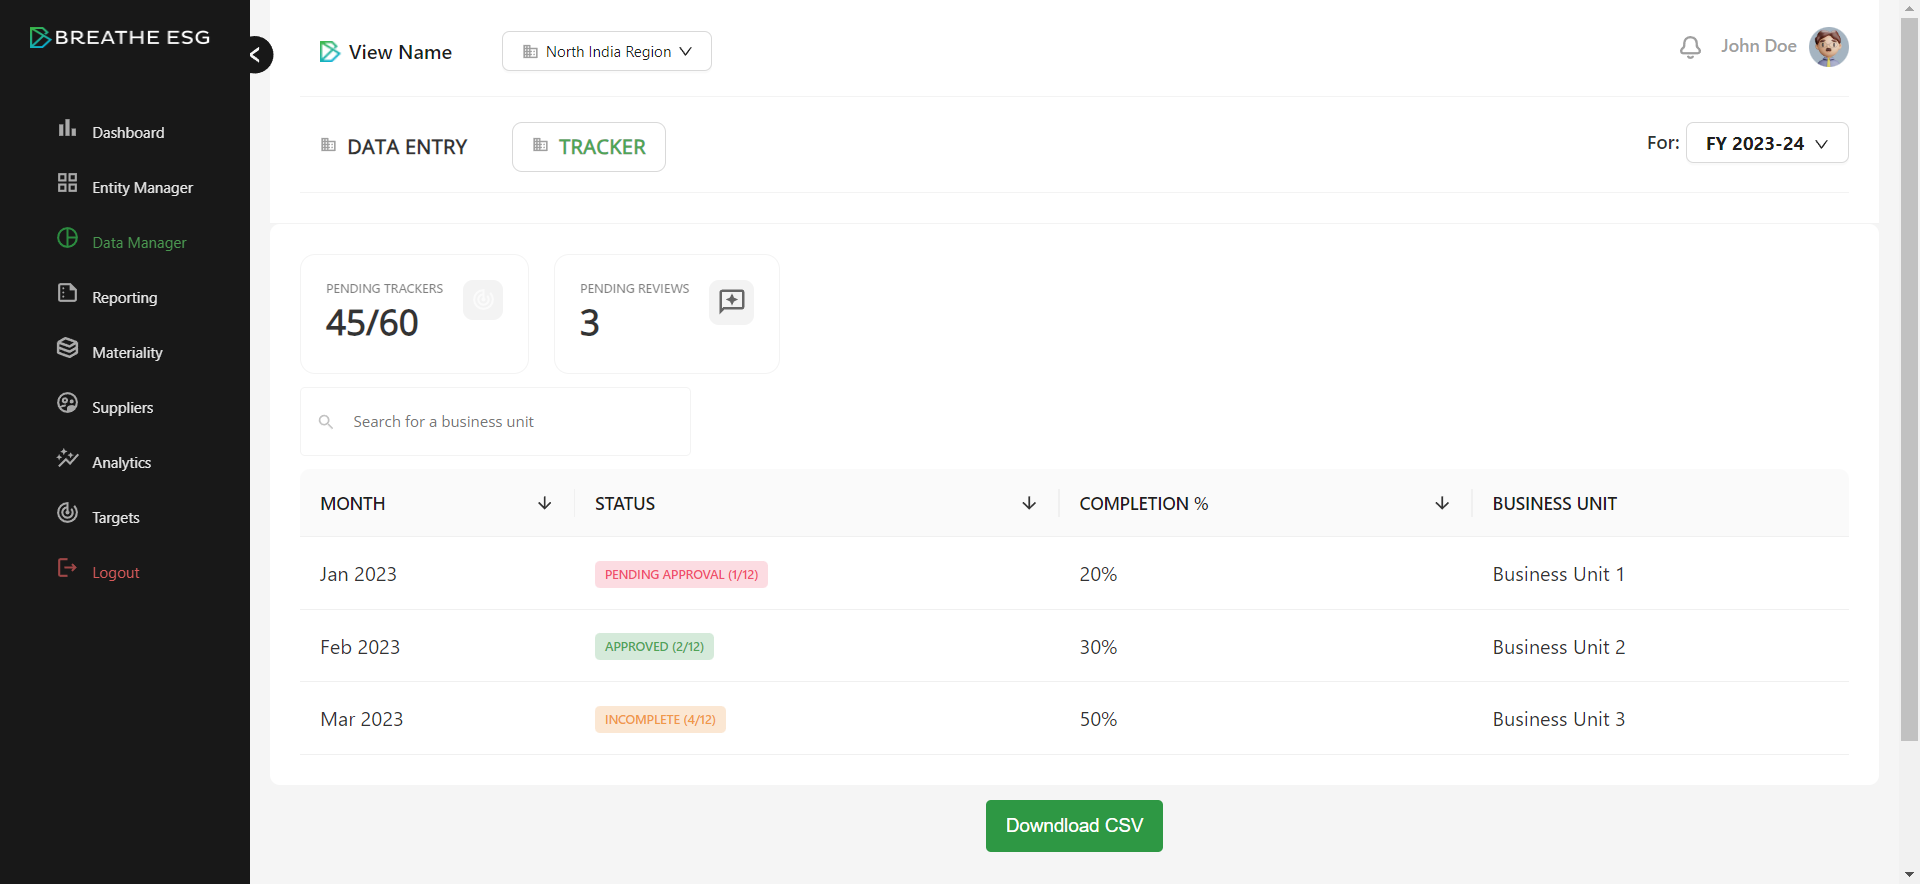 BREATHE ESG
Dashboard
Entity Manager
Data Manager
Reporting
Materiality
Suppliers
Analytics
Targets
Logout
View Name
North India Region
John Doe
DATA ENTRY
TRACKER
For: FY 2023-24
PENDING TRACKERS
45/60
PENDING REVIEWS
3
Search for a business unit
MONTH STATUS COMPLETION % BUSINESS UNIT
Jan 2023 PENDING APPROVAL (1/12) 20% Business Unit 1
Feb 2023 APPROVED (2/12) 30% Business Unit 2
Mar 2023 INCOMPLETE (4/12) 50% Business Unit 3
Downdload CSV